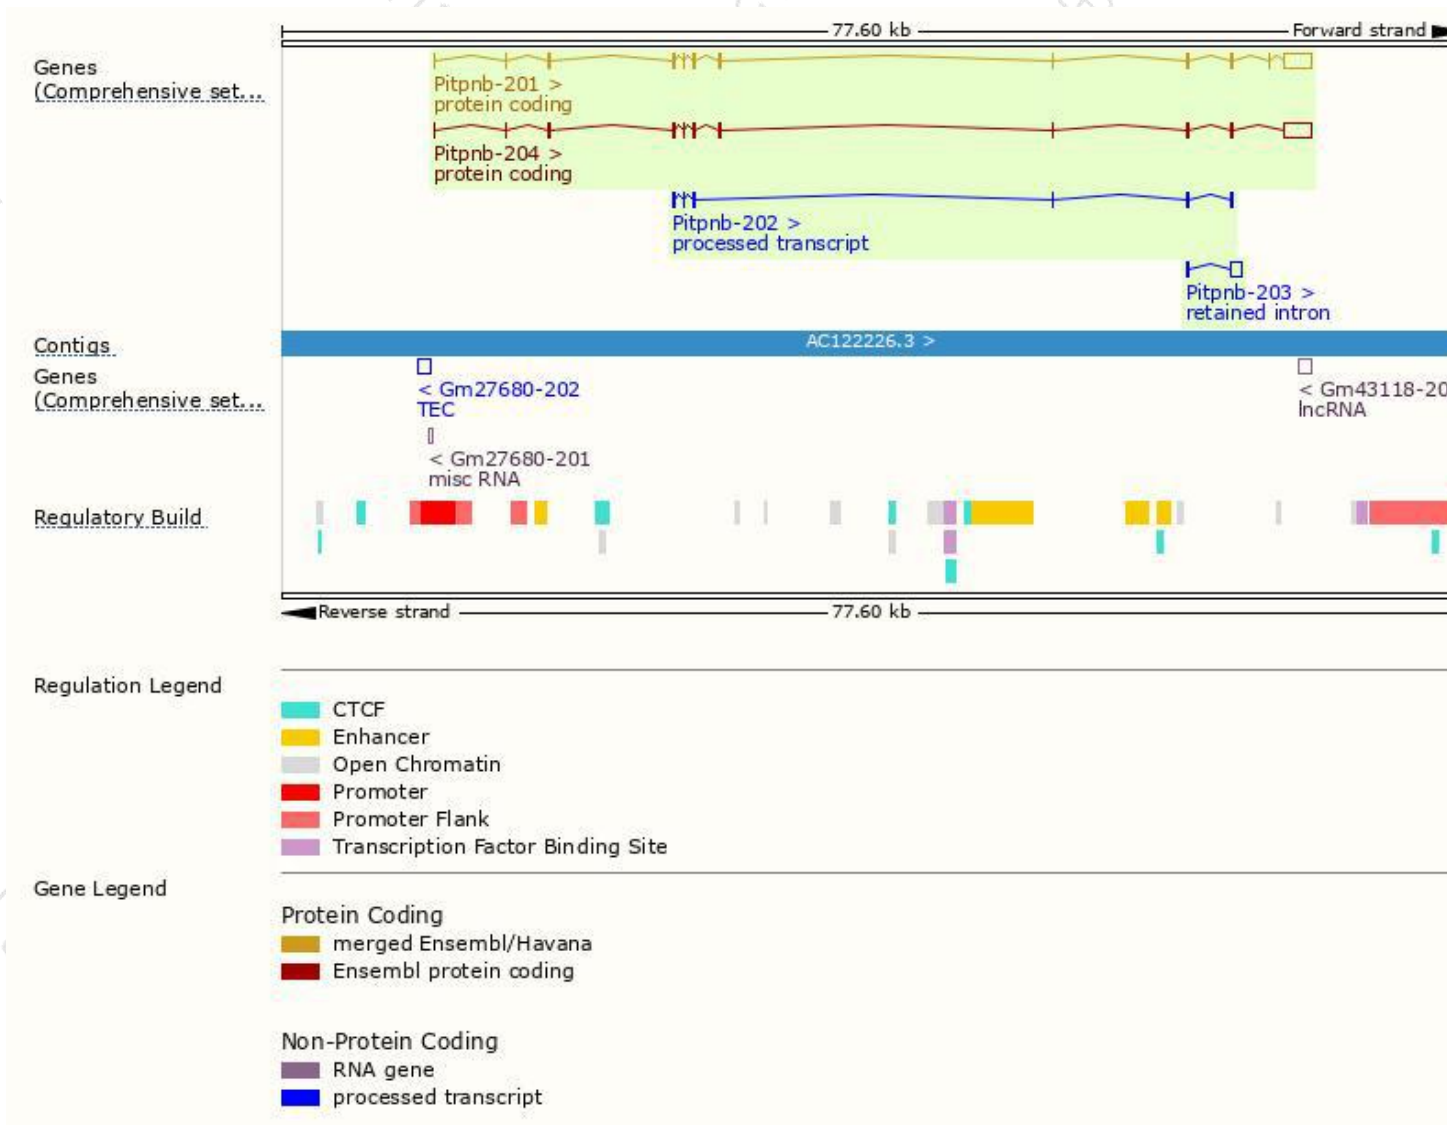 77.60 kb
Forward strand
Genes
(Comprehensive set...
Pitpnb-201 >
protein coding
Pitpnb-204 >
protein coding
Pitpnb-202 >
processed transcript
Pitpnb-203 >
retained intron
Contigs
AC122226.3 >
Genes
(Comprehensive set...
< Gm27680-202
TEC
< Gm43118-20
lncRNA
< Gm27680-201
misc RNA
Regulatory Build
Reverse strand
77.60 kb
Regulation Legend
CTCF
Enhancer
Open Chromatin
Promoter
Promoter Flank
Transcription Factor Binding Site
Gene Legend
Protein Coding
merged Ensembl/Havana
Ensembl protein coding
Non-Protein Coding
RNA gene
processed transcript